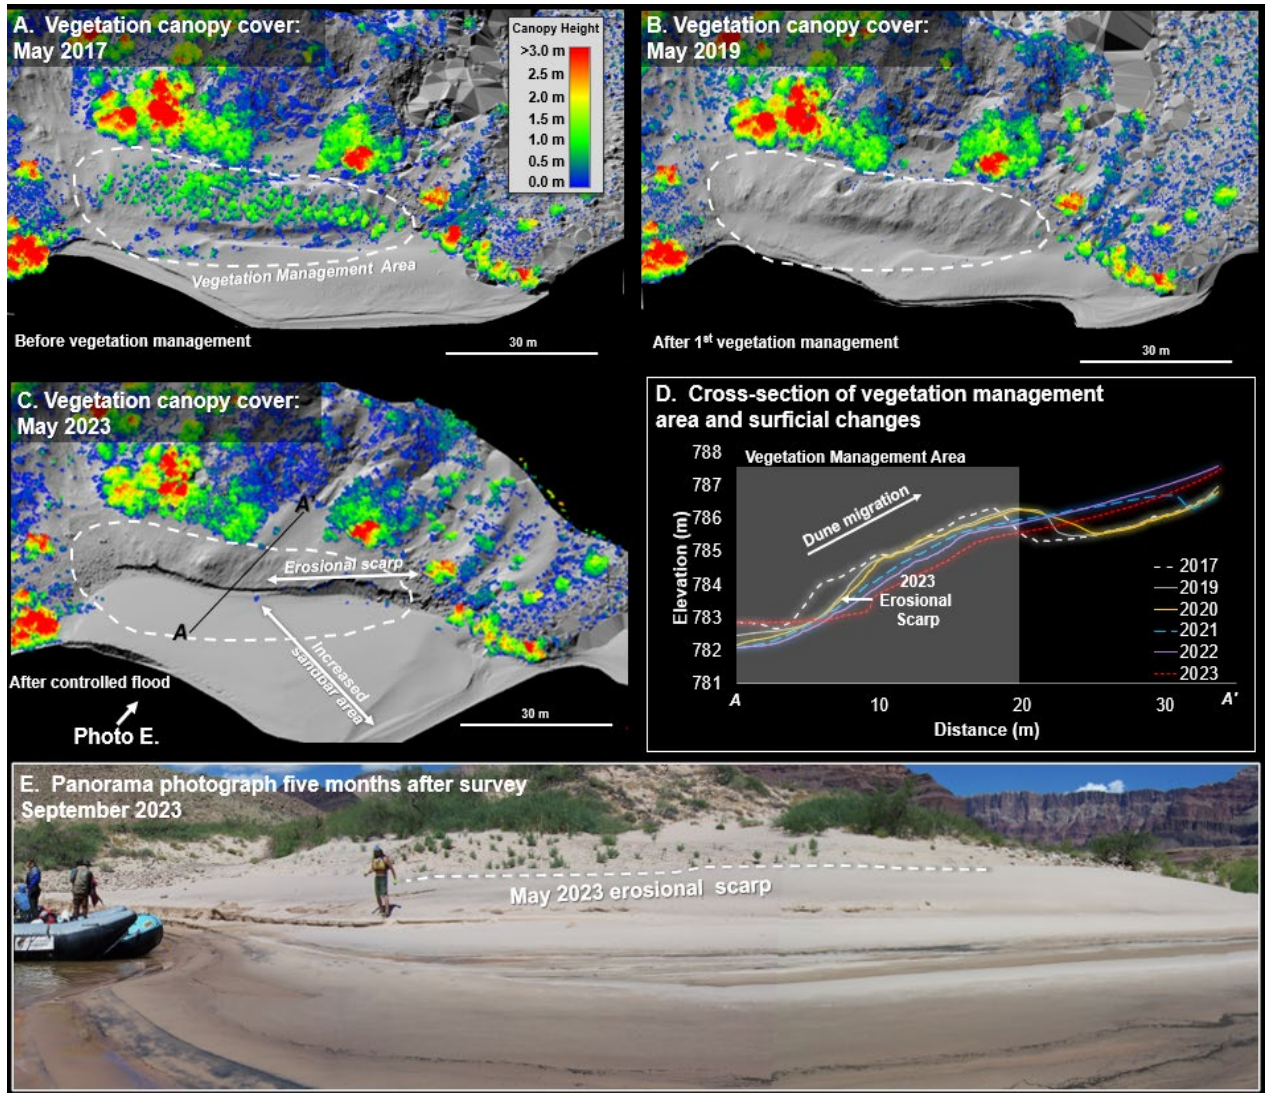 A. Vegetation canopy cover:
May 2017
Canopy Height
>3.0 m
2.5 m
2.0 m
1.5 m
1.0 m
0.5 m
0.0 m
Vegetation Management Area
Before vegetation management
30 m
B. Vegetation canopy cover:
May 2019
After 1st vegetation management
30 m
C. Vegetation canopy cover:
May 2023
A'
Erosional scarp
A
Increased
sandbar area
After controlled flood
Photo E.
30 m
D. Cross-section of vegetation management
area and surficial changes
Vegetation Management Area
788
787
786
785
784
783
782
781
Elevation (m)
Dune migration
2023
Erosional
Scarp
2017
2019
2020
2021
2022
2023
A
10
20
30
A'
Distance (m)
E. Panorama photograph five months after survey
September 2023
May 2023 erosional scarp